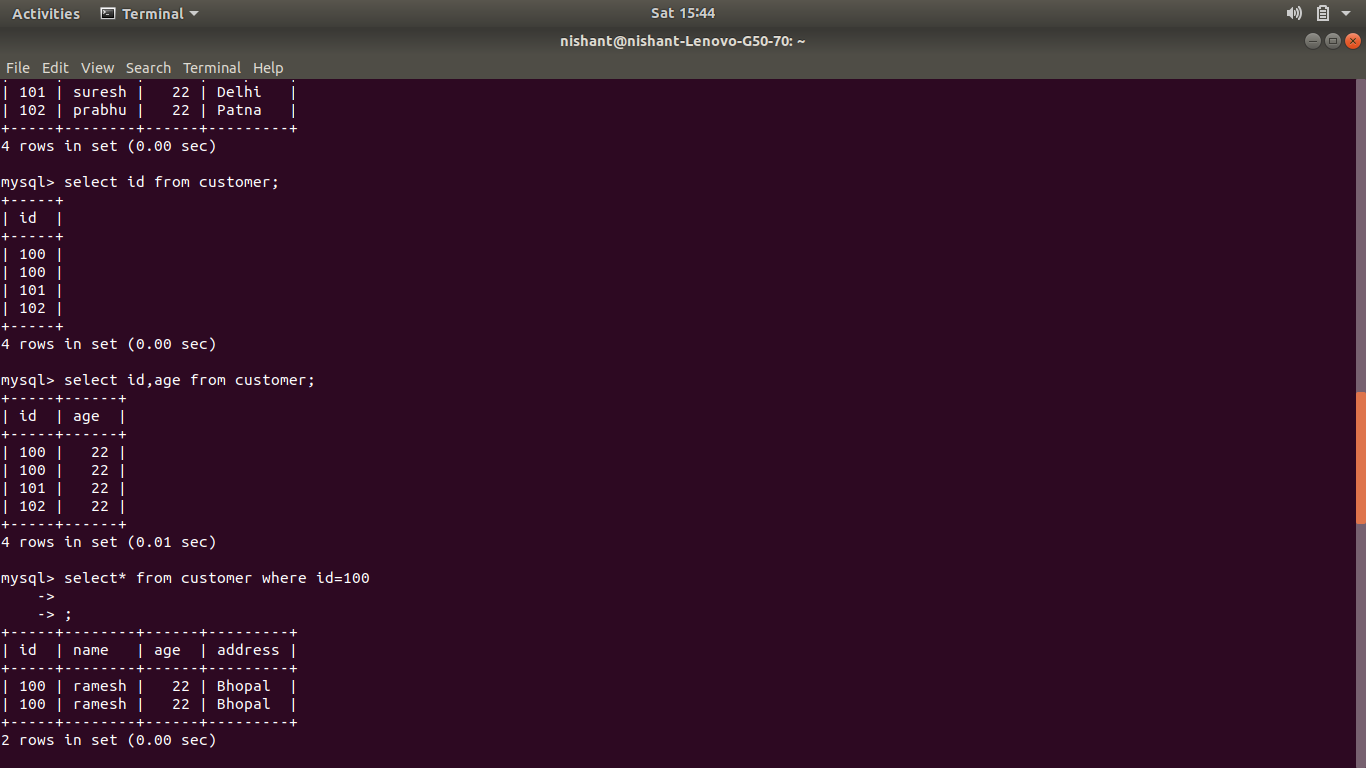 Activities Terminal Sat 15:44
nishant@nishant-Lenovo-G50-70: ~
File Edit View Search Terminal Help
| 101 | suresh |   22 | Delhi   |
| 102 | prabhu |   22 | Patna   |
+-----+--------+------+---------+
4 rows in set (0.00 sec)
mysql> select id from customer;
+-----+
| id  |
+-----+
| 100 |
| 100 |
| 101 |
| 102 |
+-----+
4 rows in set (0.00 sec)
mysql> select id,age from customer;
+-----+------+
| id  | age  |
+-----+------+
| 100 |   22 |
| 100 |   22 |
| 101 |   22 |
| 102 |   22 |
+-----+------+
4 rows in set (0.01 sec)
mysql> select* from customer where id=100
    ->
    -> ;
+-----+--------+------+---------+
| id  | name   | age  | address |
+-----+--------+------+---------+
| 100 | ramesh |   22 | Bhopal  |
| 100 | ramesh |   22 | Bhopal  |
+-----+--------+------+---------+
2 rows in set (0.00 sec)